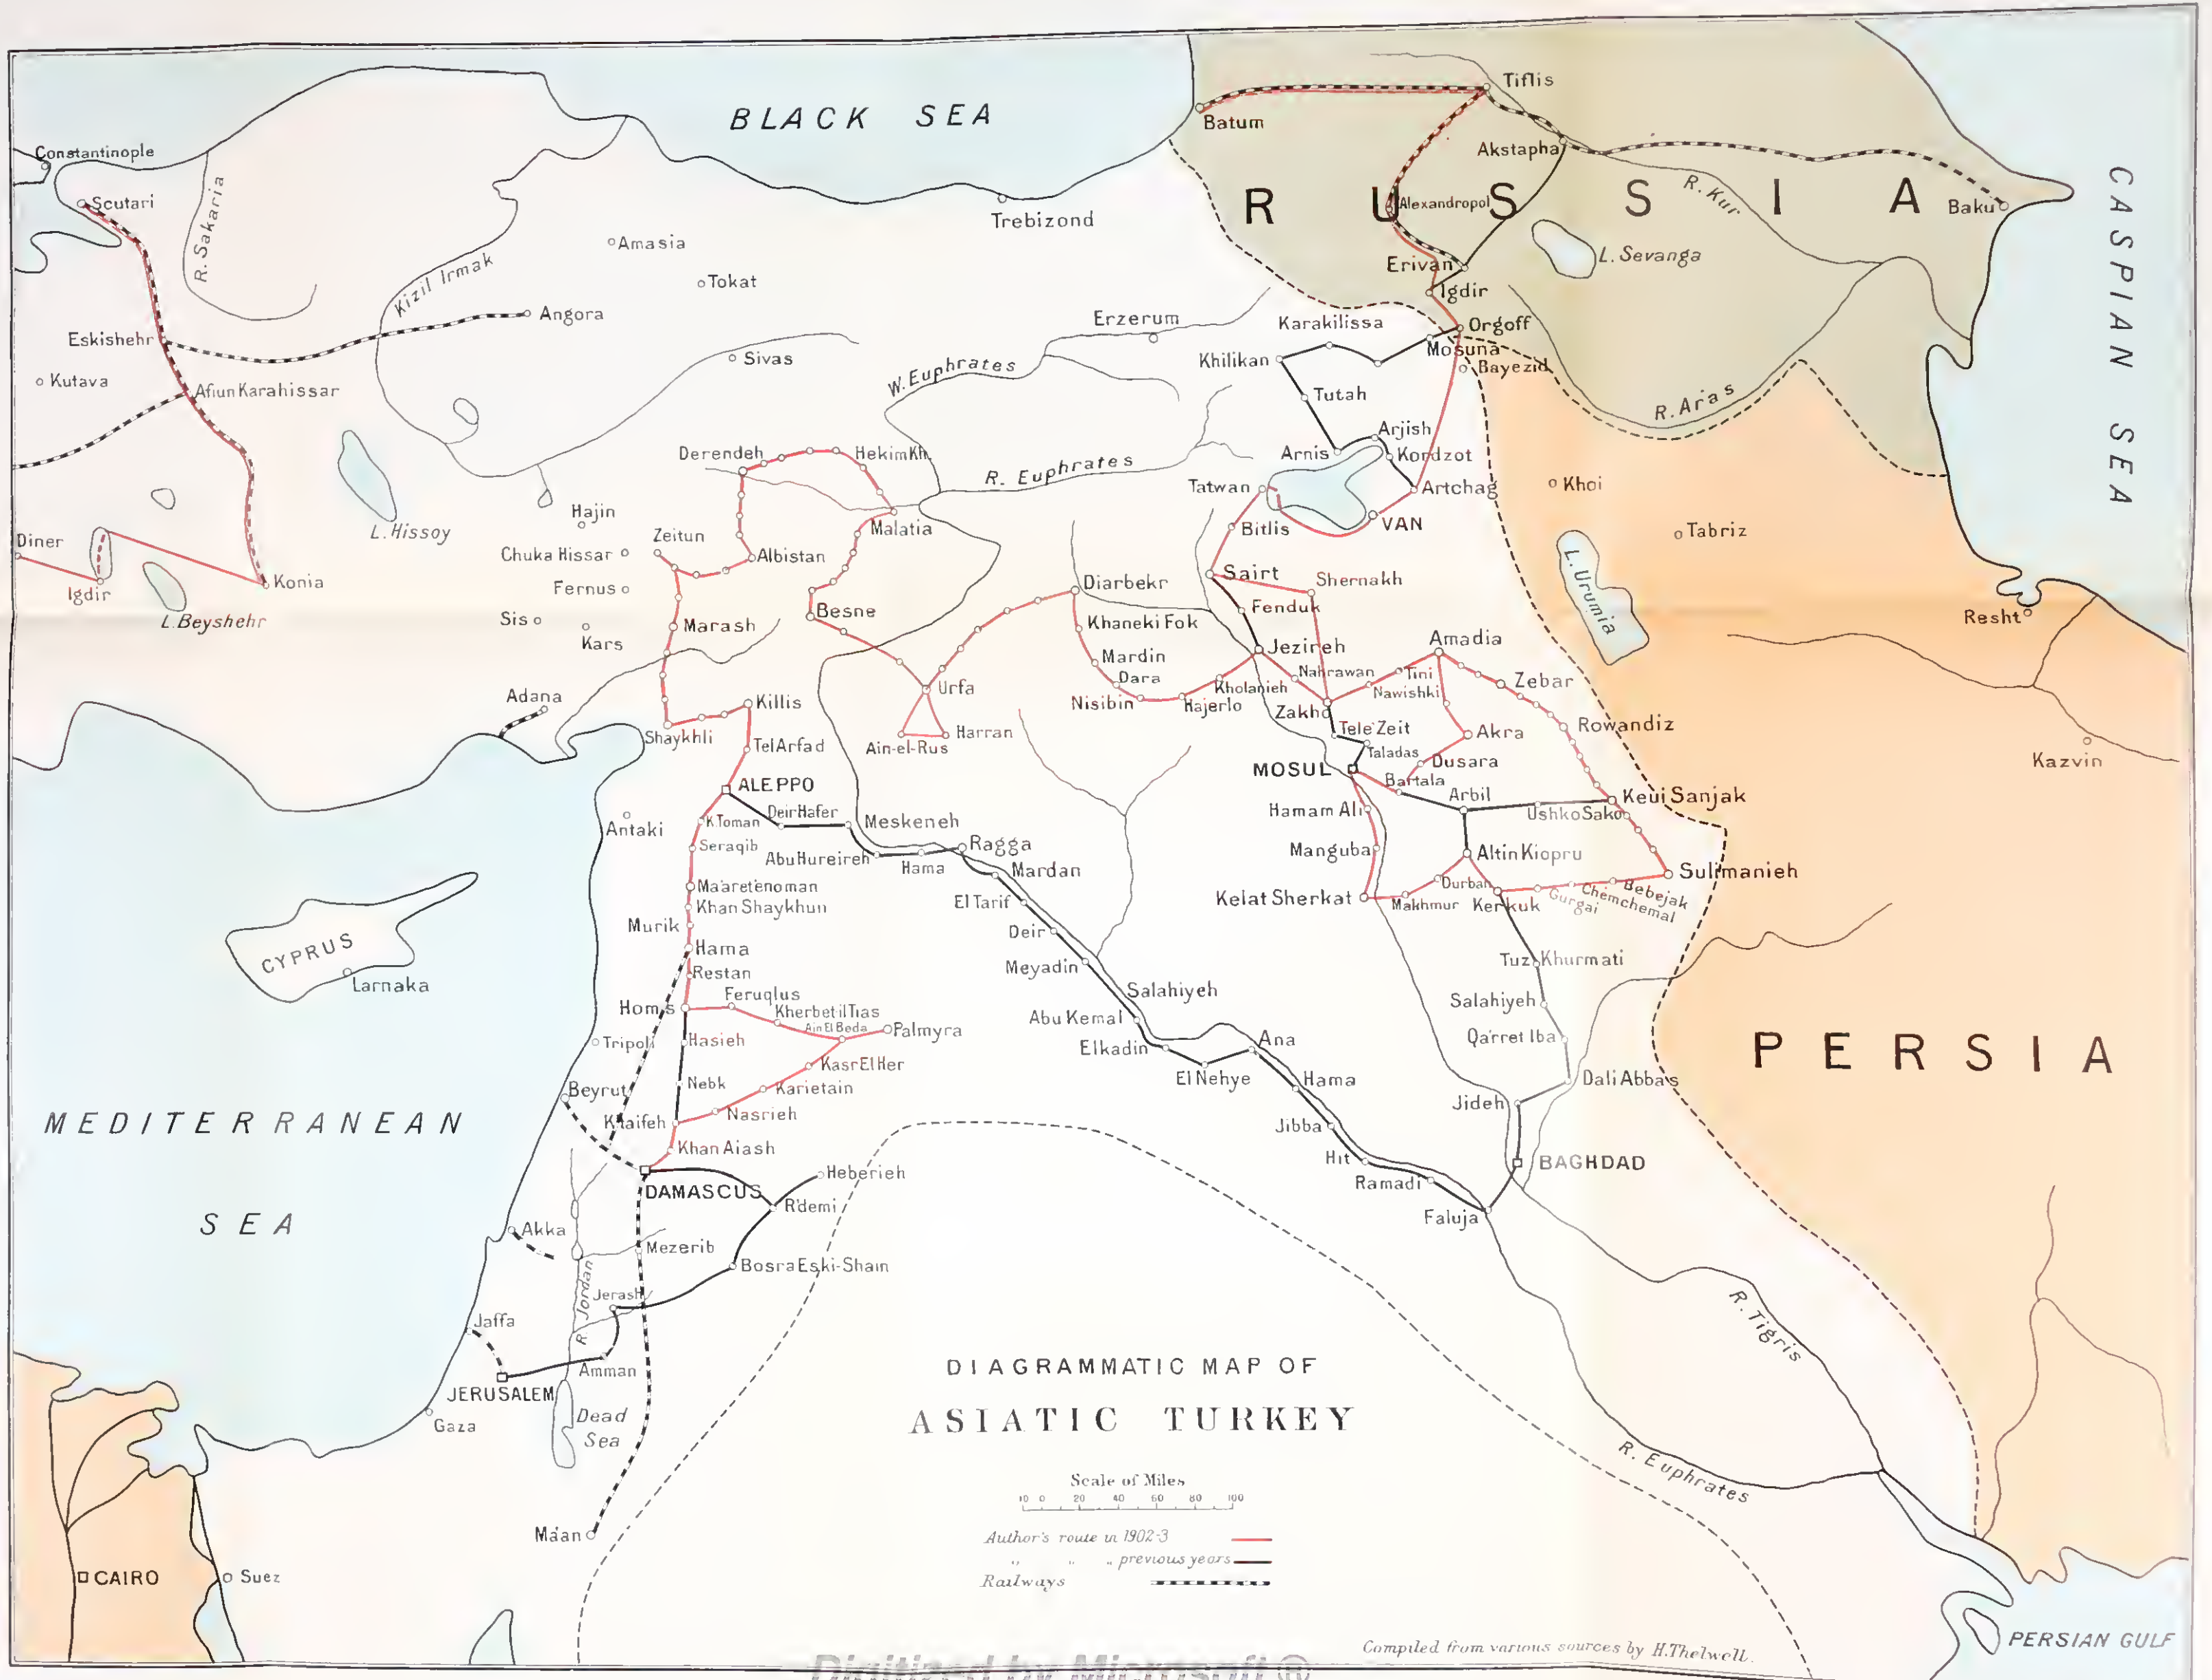 BLACK SEA
Tiflis
Batum
Akstapha
Constantinople
R U S S I A
R. Kur
Alexandropol
Baku
CASPIAN SEA
Scutari
R. Sakaria
Trebizond
Amasia
L. Sevanga
Erivan
Kizil Irmak
Tokat
Igdir
Angora
Erzerum
Karakilissa
Orgoff
Eskishehr
Mosuna
Sivas
Khilikan
Bayezid
Kutava
W. Euphrates
Afiun Karahissar
Tutah
R. Aras
Arjish
Derendeh
Hekim Kh.
Arnis
Kordzot
R. Euphrates
Tatwan
Artchag
Khoi
Hajin
VAN
L. Hissoy
Malatia
Bitlis
Tabriz
Zeitun
Diner
Chuka Hissar
Albistan
L. Urumia
Sairt
Shernakh
Konia
Diarbekr
Igdir
Fernus
Fenduk
Besne
L. Beyshehr
Sis
Khaneki Fok
Resht
Marash
Kars
Amadia
Jezireh
Mardin
Nahrawan
Tini
Dara
Zebar
Urfa
Kholanieh
Nawishki
Adana
Killis
Nisibin
Hajerlo
Zakho
Rowandiz
Tele Zeit
Akra
Shaykhli
Tel Arfad
Ain-el-Rus
Harran
Taladas
Kazvin
Dusara
MOSUL
Bartala
ALEPPO
Arbil
Keui Sanjak
Deir Hafer
Hamam Ali
Ushko Sako
K Toman
Meskeneh
Antaki
Seraqib
Ragga
Manguba
Altin Kiopru
Abu Hureireh
Hama
Mardan
Sulimanieh
Ma'aretenoman
Durban
Bebejak
El Tarif
Kelat Sherkat
Makhmur
Kerkuk
Gurgai
Chemchemal
Khan Shaykhun
Murik
Deir
CYPRUS
Hama
Tuz Khurmati
Larnaka
Restan
Meyadin
Feruqlus
Salahiyeh
Homs
Kherbet il Tias
Salahiyeh
Abu Kemal
Ain El Beda
Palmyra
Tripoli
Hasieh
Ana
Qa'rret Iba
Elkadin
Kasr El Her
P E R S I A
Nebk
El Nehye
Hama
Dali Abbas
Beyrut
Karietain
Jideh
MEDITERRANEAN
Nasrieh
Ktaifeh
Jibba
Khan Aiash
Hit
BAGHDAD
Heberieh
Ramadi
DAMASCUS
R'demi
Faluja
SEA
Akka
Mezerib
Bosra Eski-Sham
R. Jordan
Jerash
R. Tigris
Jaffa
Amman
DIAGRAMMATIC MAP OF
JERUSALEM
ASIATIC TURKEY
Gaza
Dead
Sea
R. Euphrates
Scale of Miles
10 0 20 40 60 80 100
Ma'an
Author's route in 1902-3
„ „ „ previous years
CAIRO
Suez
Railways
PERSIAN GULF
Compiled from various sources by H. Thelwell.
Digitized by Microsoft ®